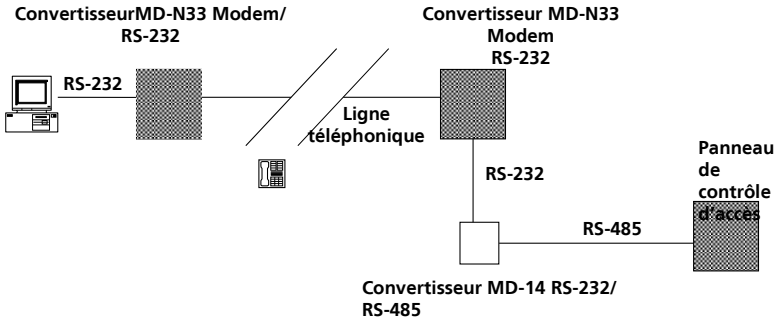 ConvertisseurMD-N33 Modem/
RS-232
Convertisseur MD-N33
Modem
RS-232
RS-232
Ligne
téléphonique
RS-232
Panneau
de
contrôle
d'accès
RS-485
Convertisseur MD-14 RS-232/
RS-485